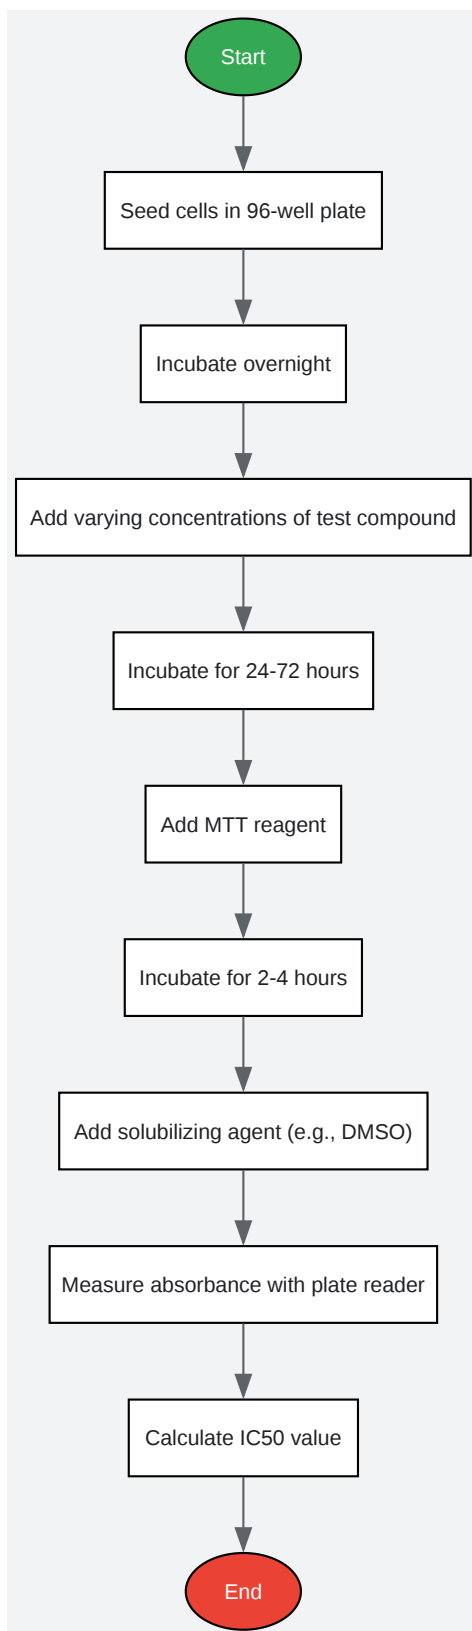 Start
Seed cells in 96-well plate
Incubate overnight
Add varying concentrations of test compound
Incubate for 24-72 hours
Add MTT reagent
Incubate for 2-4 hours
Add solubilizing agent (e.g., DMSO)
Measure absorbance with plate reader
Calculate IC50 value
End